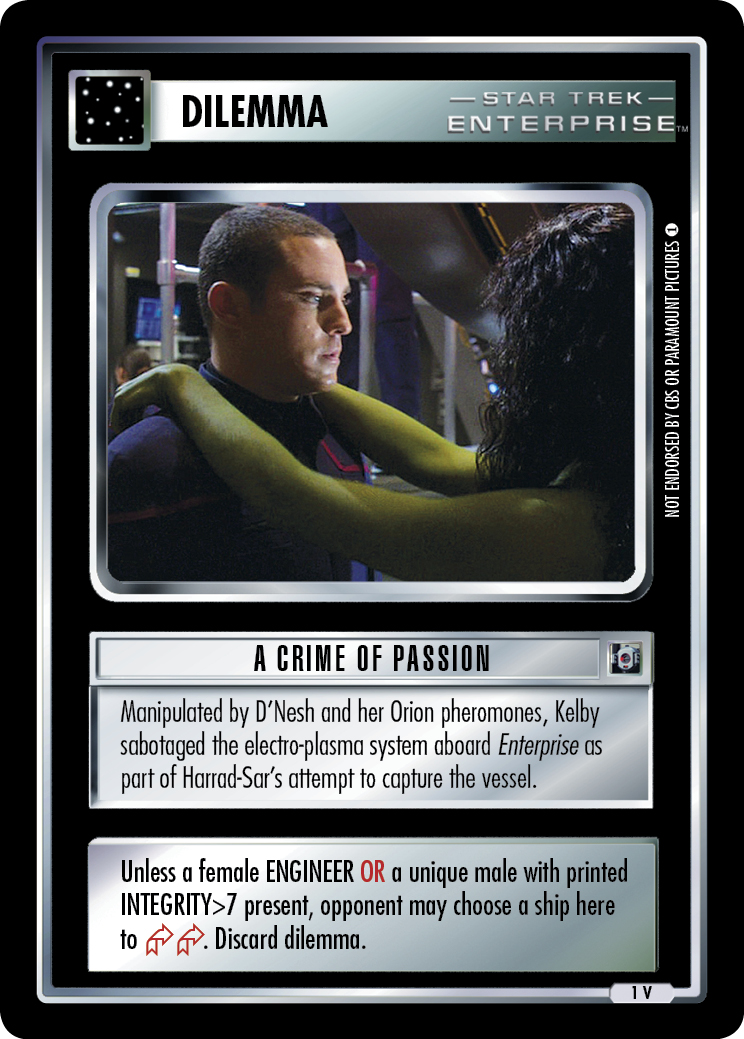 DILEMMA
STAR TREK
ENTERPRISE™
NOT ENDORSED BY CBS OR PARAMOUNT PICTURES 1
A CRIME OF PASSION
Manipulated by D’Nesh and her Orion pheromones, Kelby
sabotaged the electro-plasma system aboard Enterprise as
part of Harrad-Sar’s attempt to capture the vessel.
Unless a female ENGINEER OR a unique male with printed
INTEGRITY>7 present, opponent may choose a ship here
to . Discard dilemma.
1 V